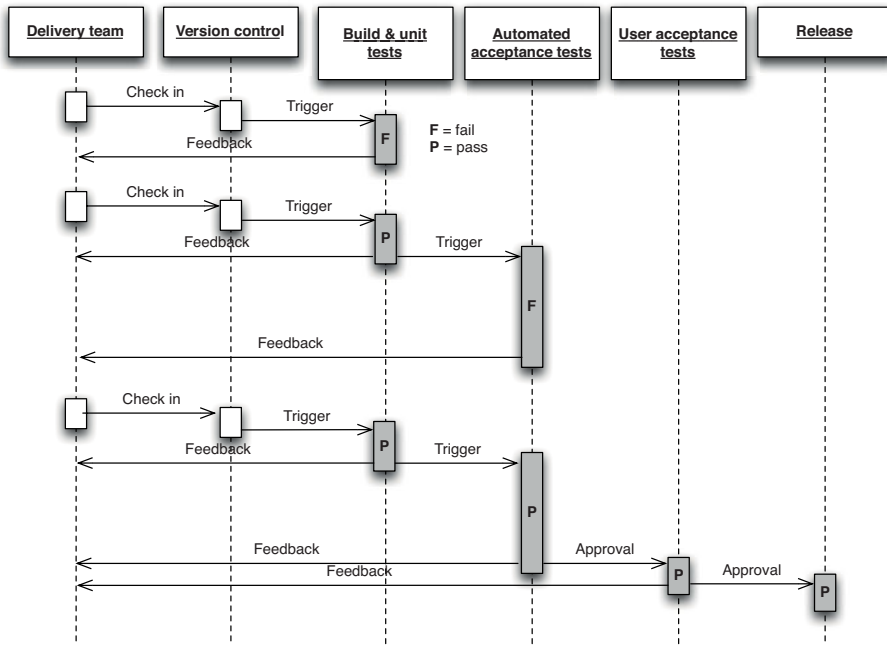 Delivery team
Version control
Build & unit
tests
Automated
acceptance tests
User acceptance
tests
Release
Check in
Trigger
F
F = fail
P = pass
Feedback
Check in
Trigger
P
Feedback
Trigger
F
Feedback
Check in
Trigger
P
Feedback
Trigger
P
Feedback
Approval
Feedback
P
Approval
P